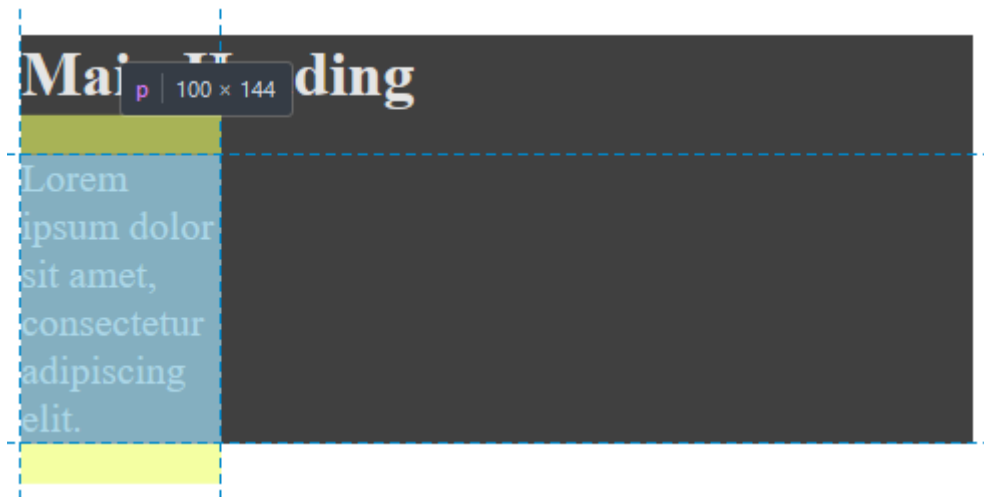 Mai ding
p 100 × 144
Lorem
ipsum dolor
sit amet,
consectetur
adipiscing
elit.